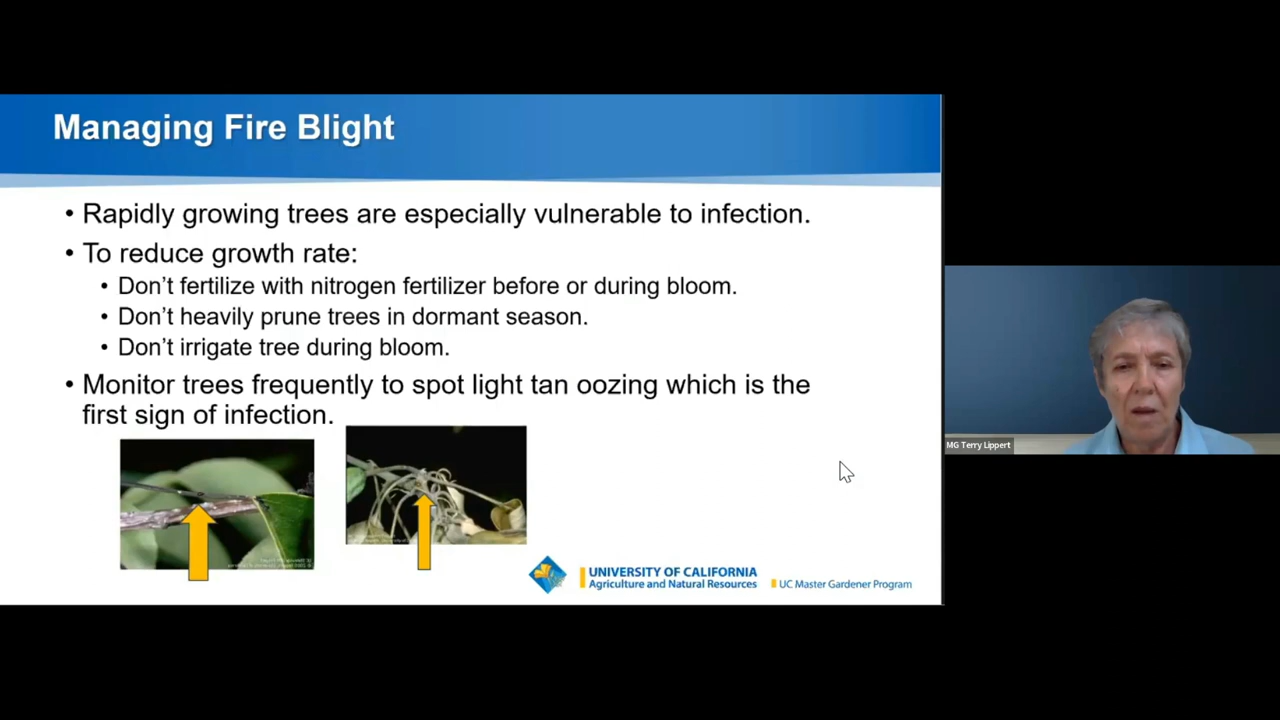 Managing Fire Blight
• Rapidly growing trees are especially vulnerable to infection.
• To reduce growth rate:
• Don’t fertilize with nitrogen fertilizer before or during bloom.
• Don’t heavily prune trees in dormant season.
• Don’t irrigate tree during bloom.
• Monitor trees frequently to spot light tan oozing which is the
first sign of infection.
MG Terry Lippert
UNIVERSITY OF CALIFORNIA
Agriculture and Natural Resources
UC Master Gardener Program